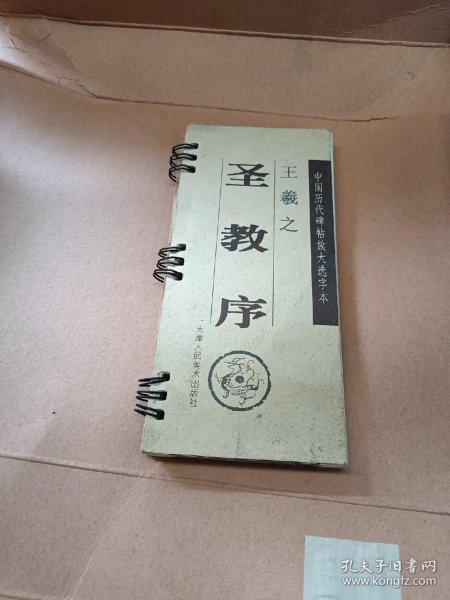 中国历代碑帖放大选字本
王羲之
圣教序
天津人民美术出版社
孔夫子旧书网
www.kongfz.com